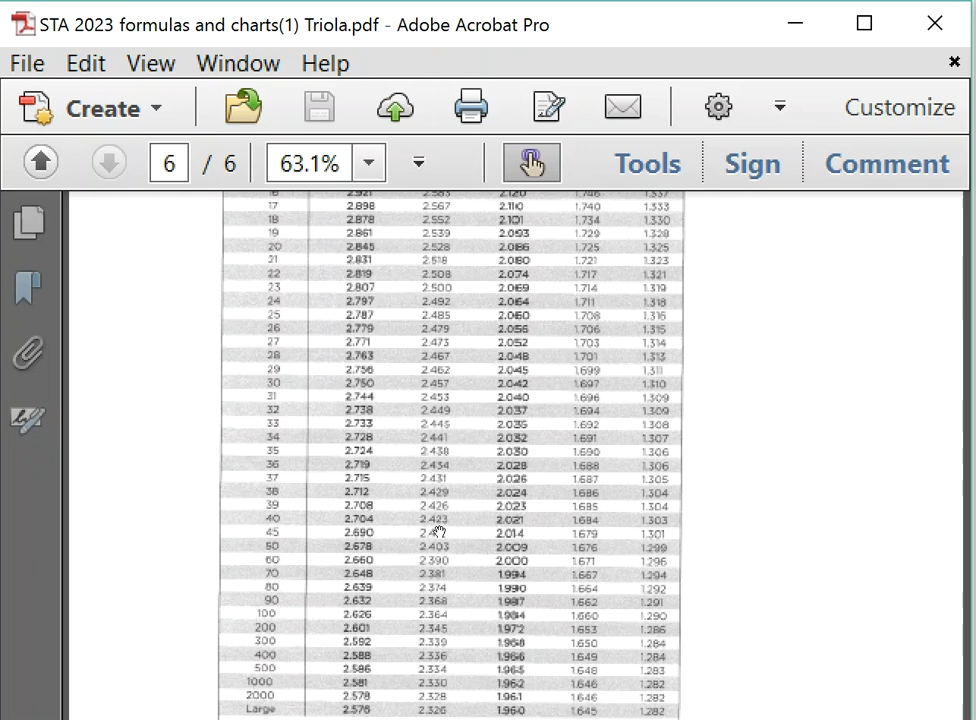 STA 2023 formulas and charts(1) Triola.pdf - Adobe Acrobat Pro
File Edit View Window Help
Create Customize
6 / 6 63.1% Tools Sign Comment
16 2.921 2.583 2.120 1.746 1.337
17 2.898 2.567 2.110 1.740 1.333
18 2.878 2.552 2.101 1.734 1.330
19 2.861 2.539 2.093 1.729 1.328
20 2.845 2.528 2.086 1.725 1.325
21 2.831 2.518 2.080 1.721 1.323
22 2.819 2.508 2.074 1.717 1.321
23 2.807 2.500 2.069 1.714 1.319
24 2.797 2.492 2.064 1.711 1.318
25 2.787 2.485 2.060 1.708 1.316
26 2.779 2.479 2.056 1.706 1.315
27 2.771 2.473 2.052 1.703 1.314
28 2.763 2.467 2.048 1.701 1.313
29 2.756 2.462 2.045 1.699 1.311
30 2.750 2.457 2.042 1.697 1.310
31 2.744 2.453 2.040 1.696 1.309
32 2.738 2.449 2.037 1.694 1.309
33 2.733 2.445 2.035 1.692 1.308
34 2.728 2.441 2.032 1.691 1.307
35 2.724 2.438 2.030 1.690 1.306
36 2.719 2.434 2.028 1.688 1.306
37 2.715 2.431 2.026 1.687 1.305
38 2.712 2.429 2.024 1.686 1.304
39 2.708 2.426 2.023 1.685 1.304
40 2.704 2.423 2.021 1.684 1.303
45 2.690 2.014 1.679 1.301
50 2.678 2.403 2.009 1.676 1.299
60 2.660 2.390 2.000 1.671 1.296
70 2.648 2.381 1.994 1.667 1.294
80 2.639 2.374 1.990 1.664 1.292
90 2.632 2.368 1.987 1.662 1.291
100 2.626 2.364 1.984 1.660 1.290
200 2.601 2.345 1.972 1.653 1.286
300 2.592 2.339 1.968 1.650 1.284
400 2.588 2.336 1.966 1.649 1.284
500 2.586 2.334 1.965 1.648 1.283
1000 2.581 2.330 1.962 1.646 1.282
2000 2.578 2.328 1.961 1.646 1.282
Large 2.576 2.326 1.960 1.645 1.282